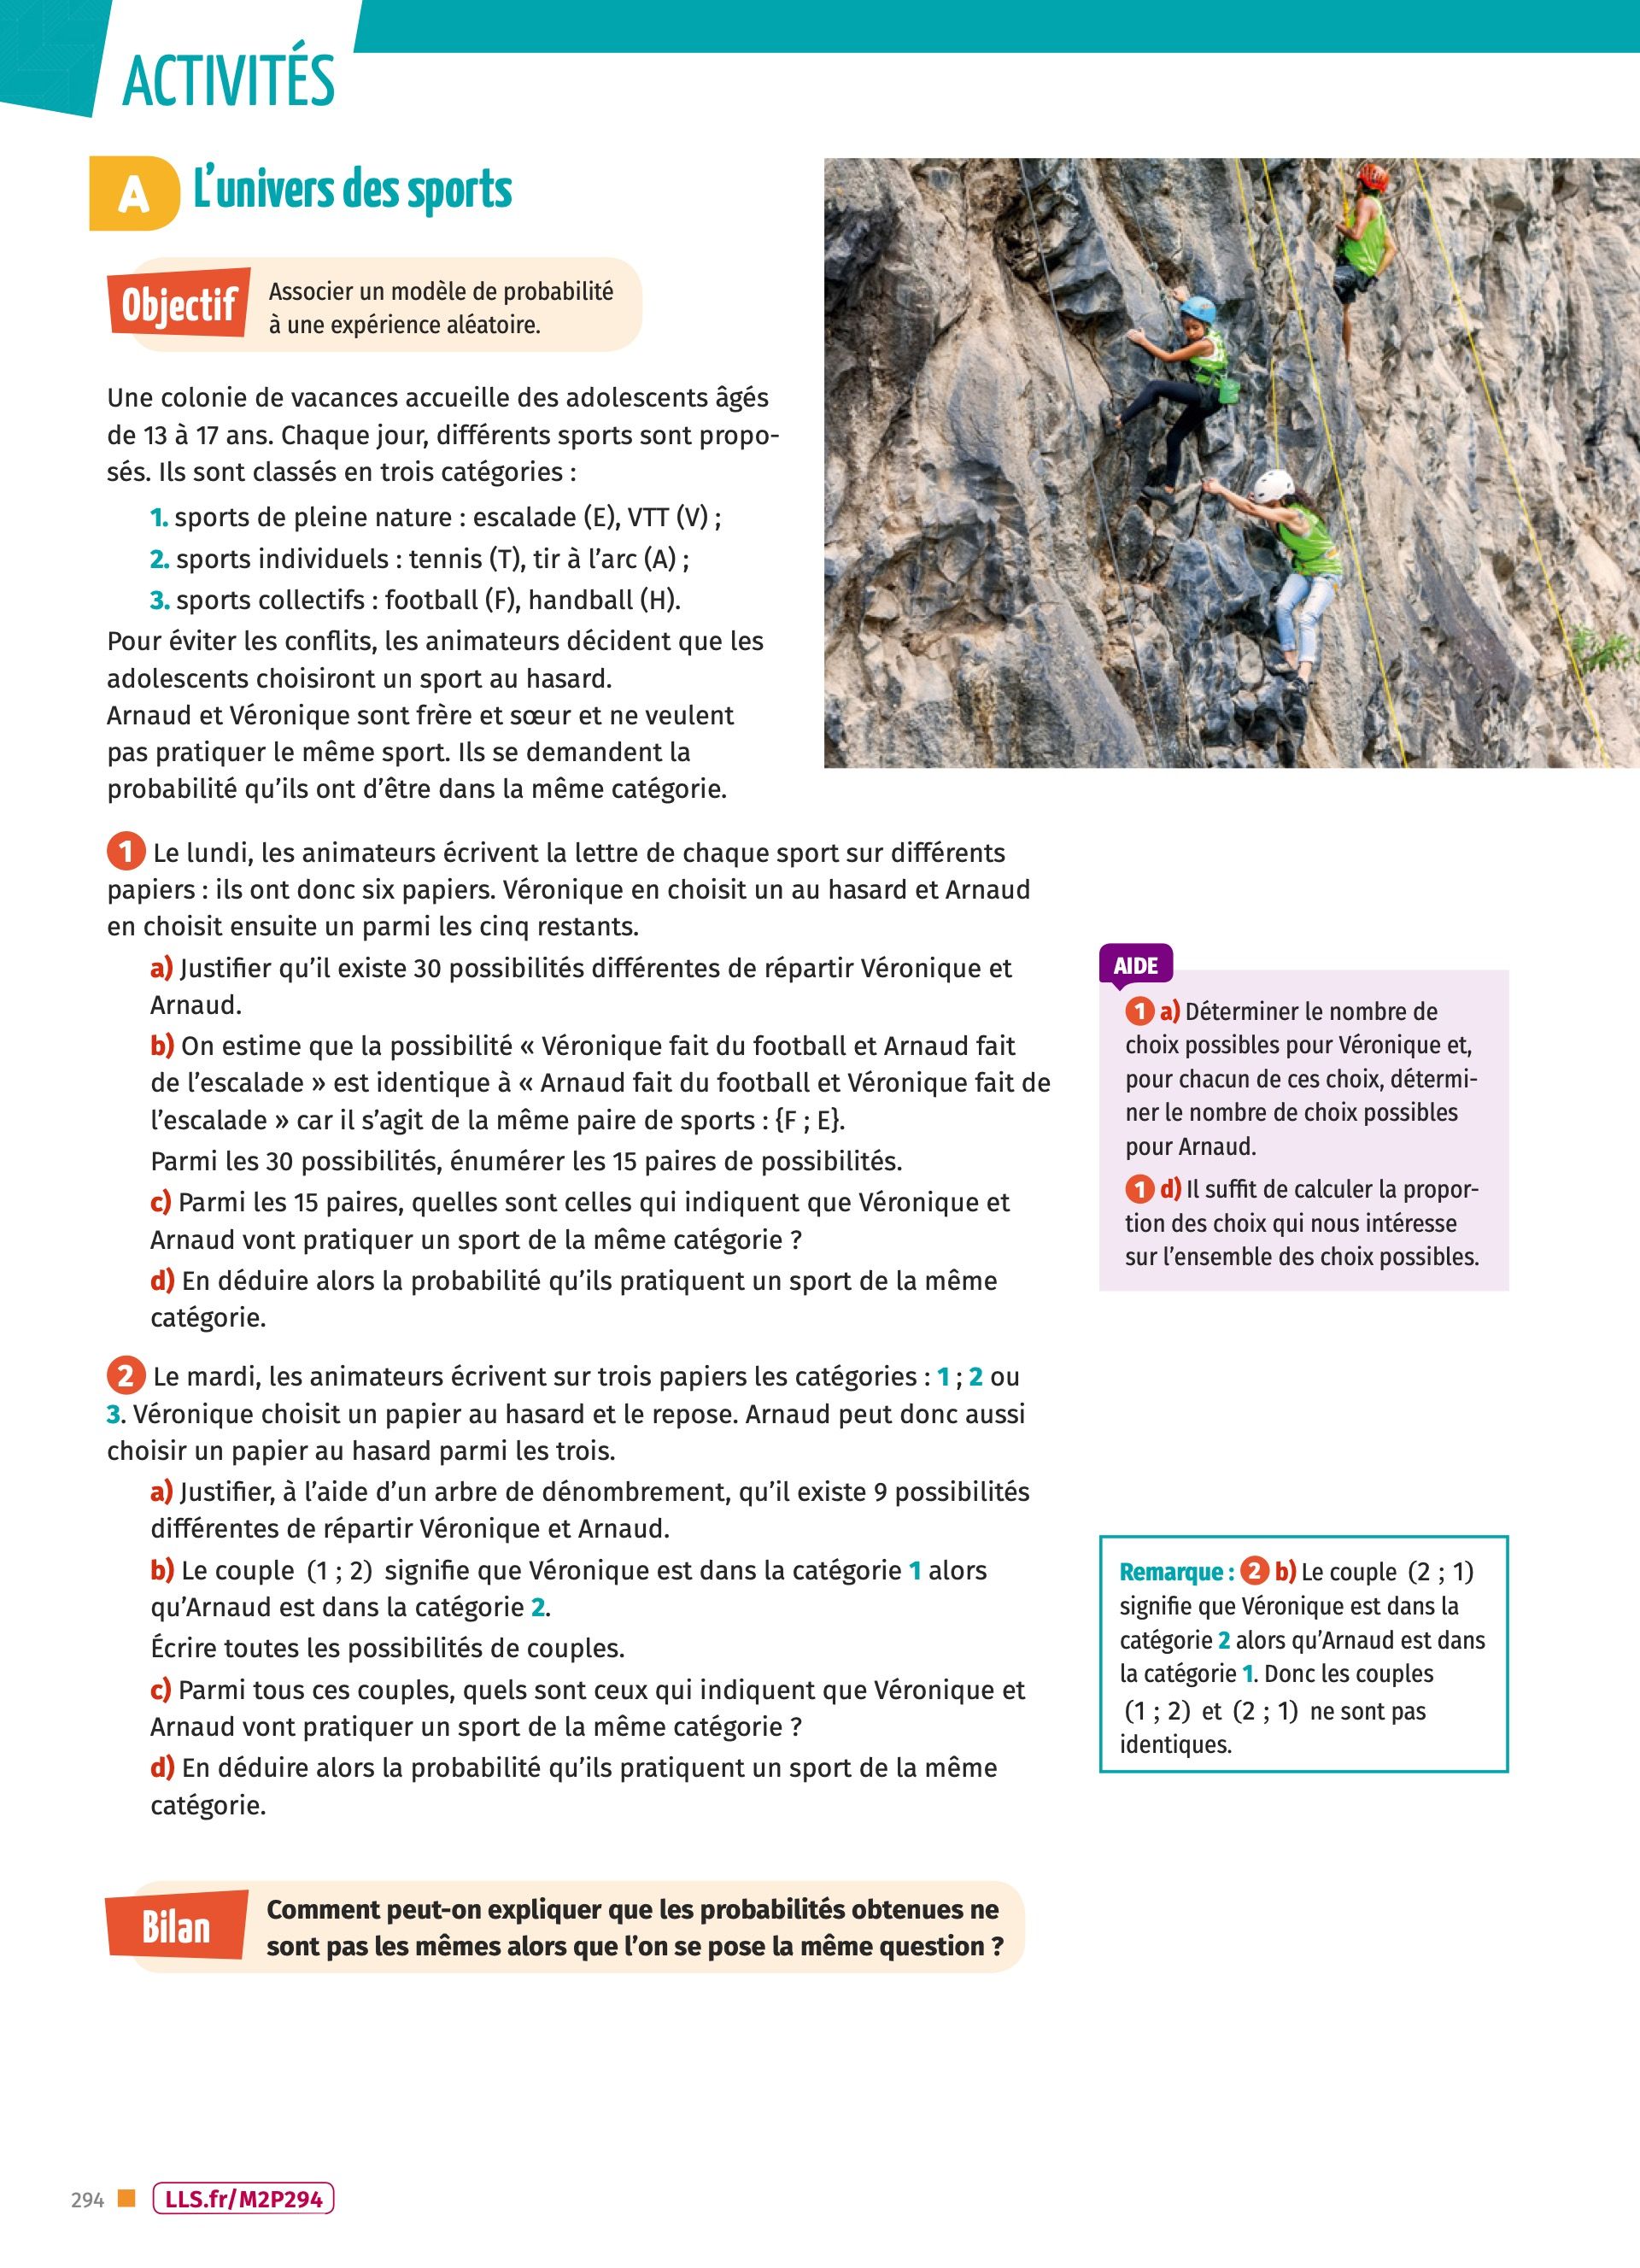 ACTIVITÉS
A L'univers des sports
Objectif
Associer un modèle de probabilité
à une expérience aléatoire.
Une colonie de vacances accueille des adolescents âgés
de 13 à 17 ans. Chaque jour, différents sports sont propo-
sés. Ils sont classés en trois catégories :
1. sports de pleine nature : escalade (E), VTT (V) ;
2. sports individuels : tennis (T), tir à l'arc (A) ;
3. sports collectifs : football (F), handball (H).
Pour éviter les conflits, les animateurs décident que les
adolescents choisiront un sport au hasard.
Arnaud et Véronique sont frère et sœur et ne veulent
pas pratiquer le même sport. Ils se demandent la
probabilité qu'ils ont d'être dans la même catégorie.
1 Le lundi, les animateurs écrivent la lettre de chaque sport sur différents
papiers : ils ont donc six papiers. Véronique en choisit un au hasard et Arnaud
en choisit ensuite un parmi les cinq restants.
a) Justifier qu'il existe 30 possibilités différentes de répartir Véronique et
Arnaud.
b) On estime que la possibilité « Véronique fait du football et Arnaud fait
de l'escalade » est identique à « Arnaud fait du football et Véronique fait de
l'escalade » car il s'agit de la même paire de sports : {F ; E}.
Parmi les 30 possibilités, énumérer les 15 paires de possibilités.
c) Parmi les 15 paires, quelles sont celles qui indiquent que Véronique et
Arnaud vont pratiquer un sport de la même catégorie ?
d) En déduire alors la probabilité qu'ils pratiquent un sport de la même
catégorie.
AIDE
1 a) Déterminer le nombre de
choix possibles pour Véronique et,
pour chacun de ces choix, détermi-
ner le nombre de choix possibles
pour Arnaud.
1 d) Il suffit de calculer la propor-
tion des choix qui nous intéresse
sur l'ensemble des choix possibles.
2 Le mardi, les animateurs écrivent sur trois papiers les catégories : 1 ; 2 ou
3. Véronique choisit un papier au hasard et le repose. Arnaud peut donc aussi
choisir un papier au hasard parmi les trois.
a) Justifier, à l'aide d'un arbre de dénombrement, qu'il existe 9 possibilités
différentes de répartir Véronique et Arnaud.
b) Le couple (1 ; 2) signifie que Véronique est dans la catégorie 1 alors
qu'Arnaud est dans la catégorie 2.
Écrire toutes les possibilités de couples.
c) Parmi tous ces couples, quels sont ceux qui indiquent que Véronique et
Arnaud vont pratiquer un sport de la même catégorie ?
d) En déduire alors la probabilité qu'ils pratiquent un sport de la même
catégorie.
Remarque : 2 b) Le couple (2 ; 1)
signifie que Véronique est dans la
catégorie 2 alors qu'Arnaud est dans
la catégorie 1. Donc les couples
(1 ; 2) et (2 ; 1) ne sont pas
identiques.
Bilan
Comment peut-on expliquer que les probabilités obtenues ne
sont pas les mêmes alors que l'on se pose la même question ?
294
LLS.fr/M2P294